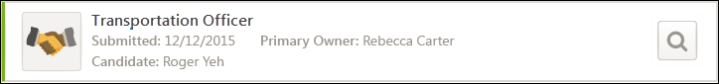 Transportation Officer
Submitted: 12/12/2015 Primary Owner: Rebecca Carter
Candidate: Roger Yeh